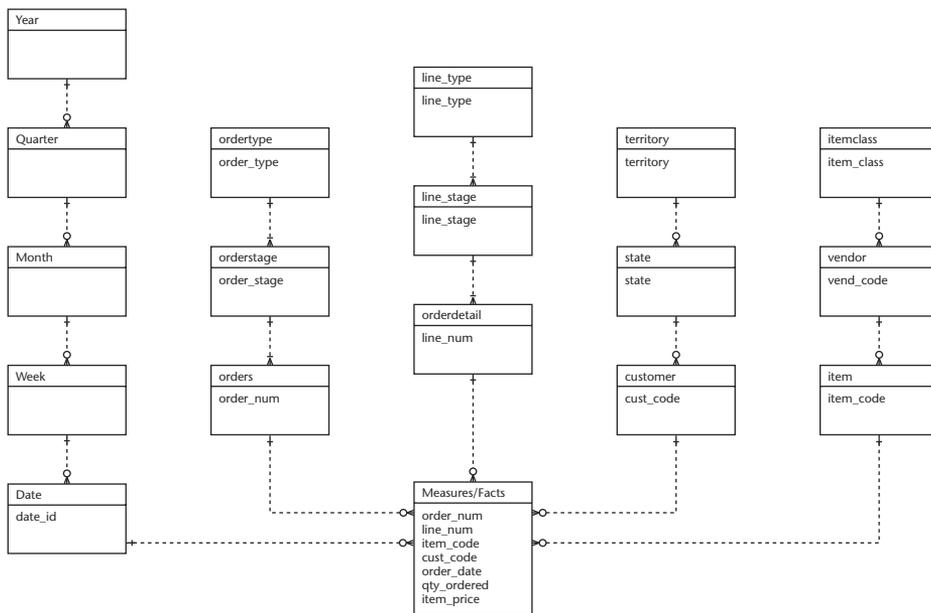 Year
Quarter
Month
Week
Date
date_id
ordertype
order_type
orderstage
order_stage
orders
order_num
line_type
line_type
line_stage
line_stage
orderdetail
line_num
Measures/Facts
order_num
line_num
item_code
cust_code
order_date
qty_ordered
item_price
territory
territory
state
state
customer
cust_code
itemclass
item_class
vendor
vend_code
item
item_code